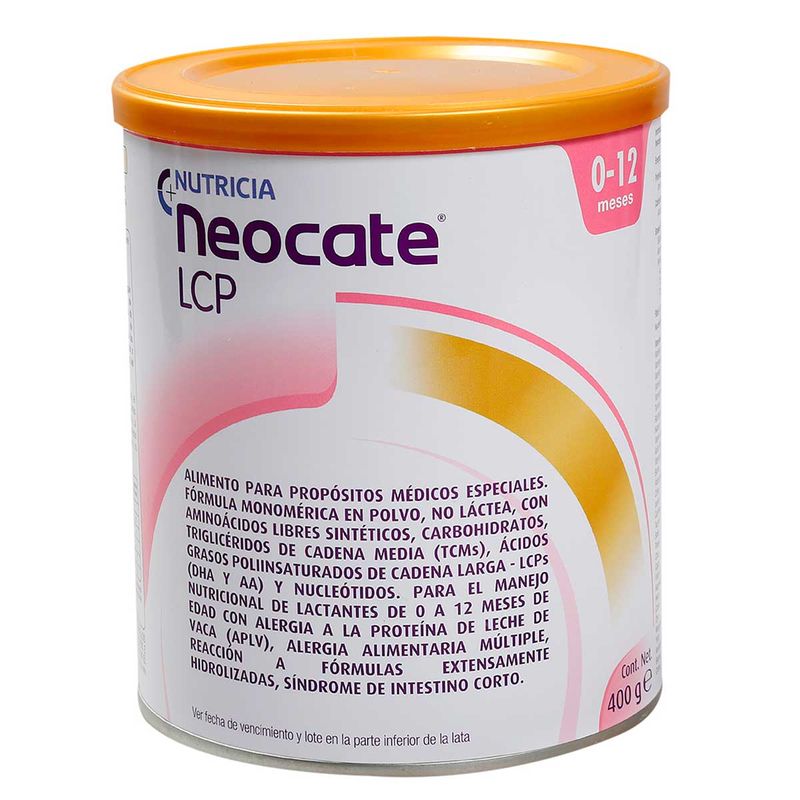 NUTRICIA
neocate®
LCP
0-12
meses
ALIMENTO PARA PROPÓSITOS MÉDICOS ESPECIALES.
FÓRMULA MONOMÉRICA EN POLVO, NO LÁCTEA, CON
AMINOÁCIDOS LIBRES SINTÉTICOS, CARBOHIDRATOS,
TRIGLICÉRIDOS DE CADENA MEDIA (TCMs), ÁCIDOS
GRASOS POLIINSATURADOS DE CADENA LARGA - LCPs
(DHA Y AA) Y NUCLEÓTIDOS. PARA EL MANEJO
NUTRICIONAL DE LACTANTES DE 0 A 12 MESES DE
EDAD CON ALERGIA A LA PROTEÍNA DE LECHE DE
VACA (APLV), ALERGIA ALIMENTARIA MÚLTIPLE,
REACCIÓN A FÓRMULAS EXTENSAMENTE
HIDROLIZADAS, SÍNDROME DE INTESTINO CORTO.
Cont. Net.
400 g℮
Ver fecha de vencimiento y lote en la parte inferior de la lata